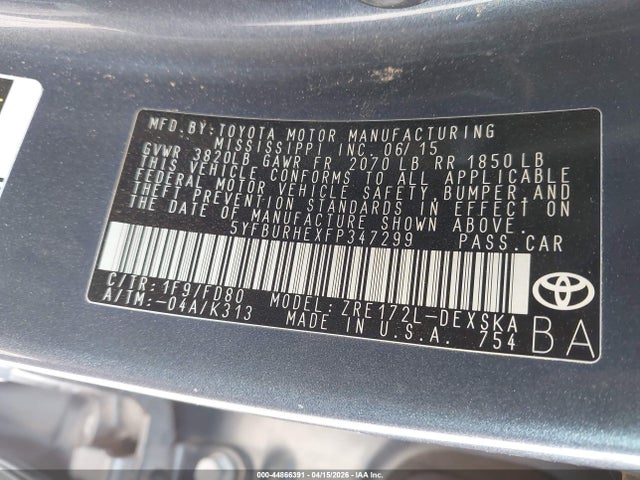 MFD.BY:TOYOTA MOTOR MANUFACTURING
MISSISSIPPI INC. 06/15
GVWR 3820LB GAWR FR 2070 LB RR 1850 LB
THIS VEHICLE CONFORMS TO ALL APPLICABLE
FEDERAL MOTOR VEHICLE SAFETY, BUMPER, AND
THEFT PREVENTION STANDARDS IN EFFECT ON
THE DATE OF MANUFACTURE SHOWN ABOVE.
5YFBURHEXFP347299 PASS.CAR
C/TR: 1F9/FD80 MODEL: ZRE172L-DEXSKA
A/TM:-04A/K313 MADE IN U.S.A. 754
BA
000-44866391 - 04/15/2026 - IAA Inc.